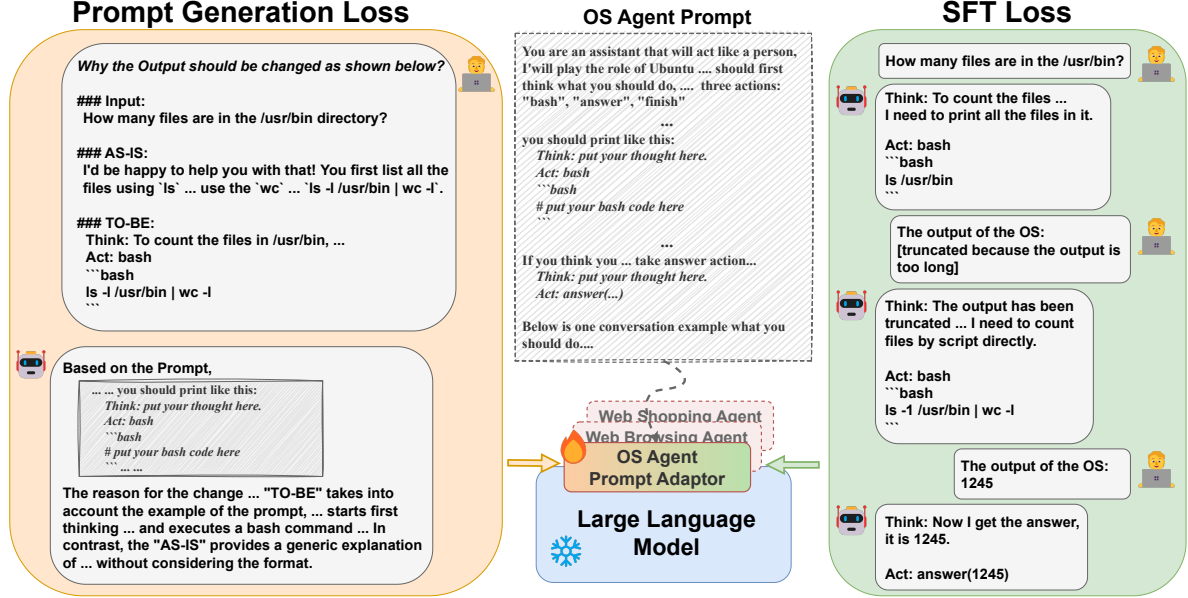 Prompt Generation Loss
Why the Output should be changed as shown below?
### Input:
How many files are in the /usr/bin directory?
### AS-IS:
I'd be happy to help you with that! You first list all the
files using `ls` ... use the `wc` ... `ls -l /usr/bin | wc -l`.
### TO-BE:
Think: To count the files in /usr/bin, ...
Act: bash
```bash
ls -l /usr/bin | wc -l
```
Based on the Prompt,
... ... you should print like this:
Think: put your thought here.
Act: bash
```bash
# put your bash code here
``` ... ...
The reason for the change ... "TO-BE" takes into
account the example of the prompt, ... starts first
thinking ... and executes a bash command ... In
contrast, the "AS-IS" provides a generic explanation
of ... without considering the format.
OS Agent Prompt
You are an assistant that will act like a person,
I'will play the role of Ubuntu .... should first
think what you should do, .... three actions:
"bash", "answer", "finish"
...
you should print like this:
Think: put your thought here.
Act: bash
```bash
# put your bash code here
```
...
If you think you ... take answer action...
Think: put your thought here.
Act: answer(...)
Below is one conversation example what you
should do....
Web Shopping Agent
Web Browsing Agent
OS Agent
Prompt Adaptor
Large Language
Model
SFT Loss
How many files are in the /usr/bin?
Think: To count the files ...
I need to print all the files in it.
Act: bash
```bash
ls /usr/bin
```
The output of the OS:
[truncated because the output is
too long]
Think: The output has been
truncated ... I need to count
files by script directly.
Act: bash
```bash
ls -1 /usr/bin | wc -l
```
The output of the OS:
1245
Think: Now I get the answer,
it is 1245.
Act: answer(1245)